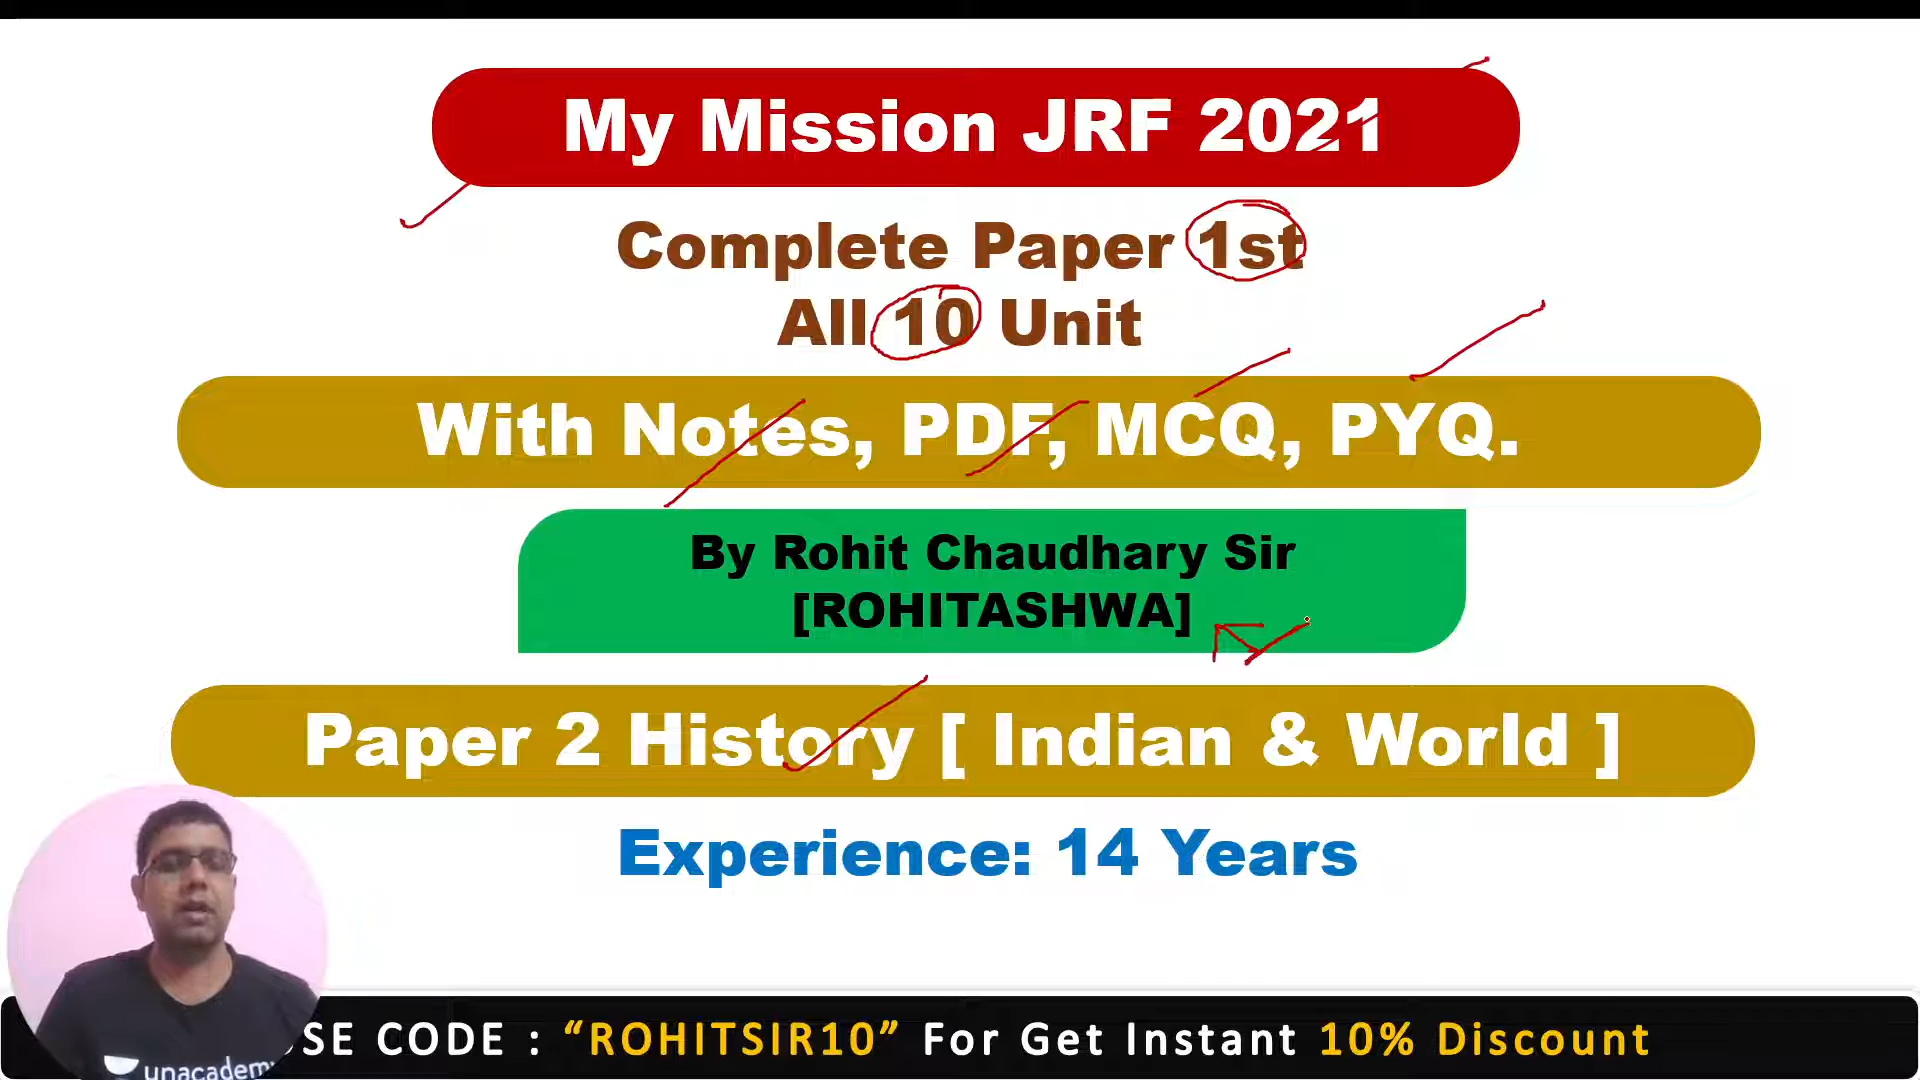 My Mission JRF 2021
Complete Paper 1st
All 10 Unit
With Notes, PDF, MCQ, PYQ.
By Rohit Chaudhary Sir
[ROHITASHWA]
Paper 2 History [ Indian & World ]
Experience: 14 Years
SE CODE : “ROHITSIR10” For Get Instant 10% Discount
unacademy